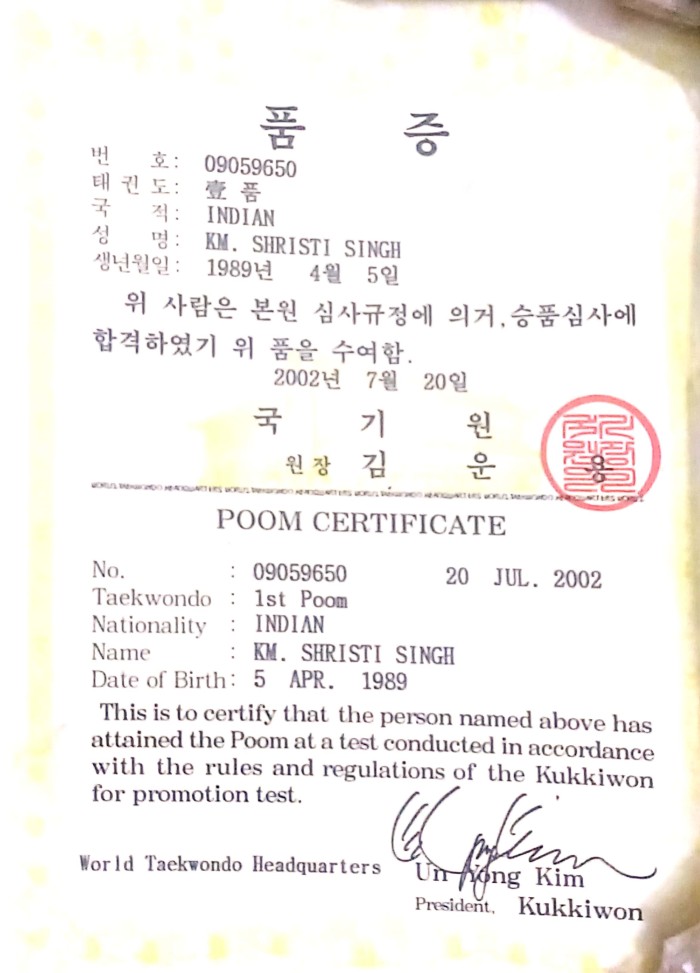 품 증
번 호: 09059650
태 권 도: 壹 품
국 적: INDIAN
성 명: KM. SHRISTI SINGH
생년월일: 1989년 4월 5일
위 사람은 본원 심사규정에 의거, 승품심사에
합격하였기 위 품을 수여함.
2002년 7월 20일
국 기 원
원장 김 운 용
POOM CERTIFICATE
No. : 09059650 20 JUL. 2002
Taekwondo : 1st Poom
Nationality : INDIAN
Name : KM. SHRISTI SINGH
Date of Birth: 5 APR. 1989
This is to certify that the person named above has
attained the Poom at a test conducted in accordance
with the rules and regulations of the Kukkiwon
for promotion test.
World Taekwondo Headquarters Un Yong Kim
President, Kukkiwon